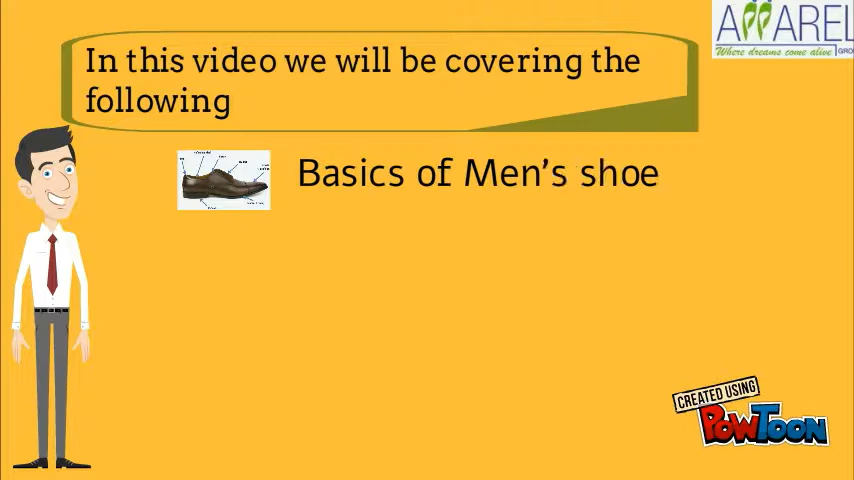 APPAREL
Where dreams come alive GRO
In this video we will be covering the
following
Basics of Men's shoe
CREATED USING
POWTOON